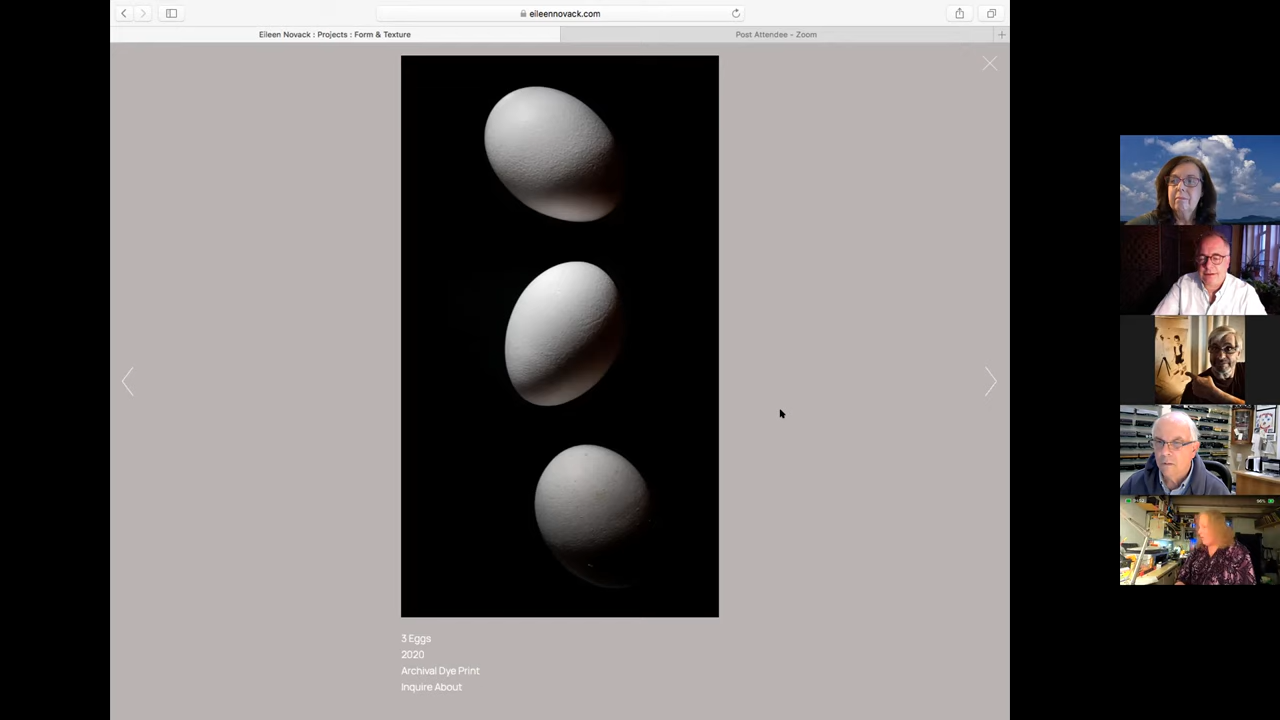 eileennovack.com
Eileen Novack : Projects : Form & Texture
Post Attendee – Zoom
3 Eggs
2020
Archival Dye Print
Inquire About